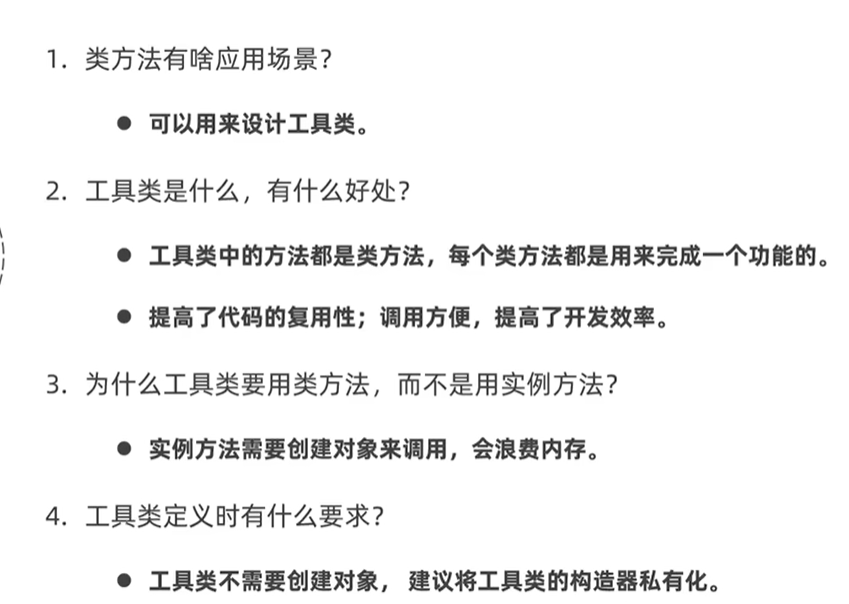 1. 类方法有啥应用场景？
● 可以用来设计工具类。
2. 工具类是什么，有什么好处？
● 工具类中的方法都是类方法，每个类方法都是用来完成一个功能的。
● 提高了代码的复用性；调用方便，提高了开发效率。
3. 为什么工具类要用类方法，而不是用实例方法？
● 实例方法需要创建对象来调用，会浪费内存。
4. 工具类定义时有什么要求？
● 工具类不需要创建对象， 建议将工具类的构造器私有化。